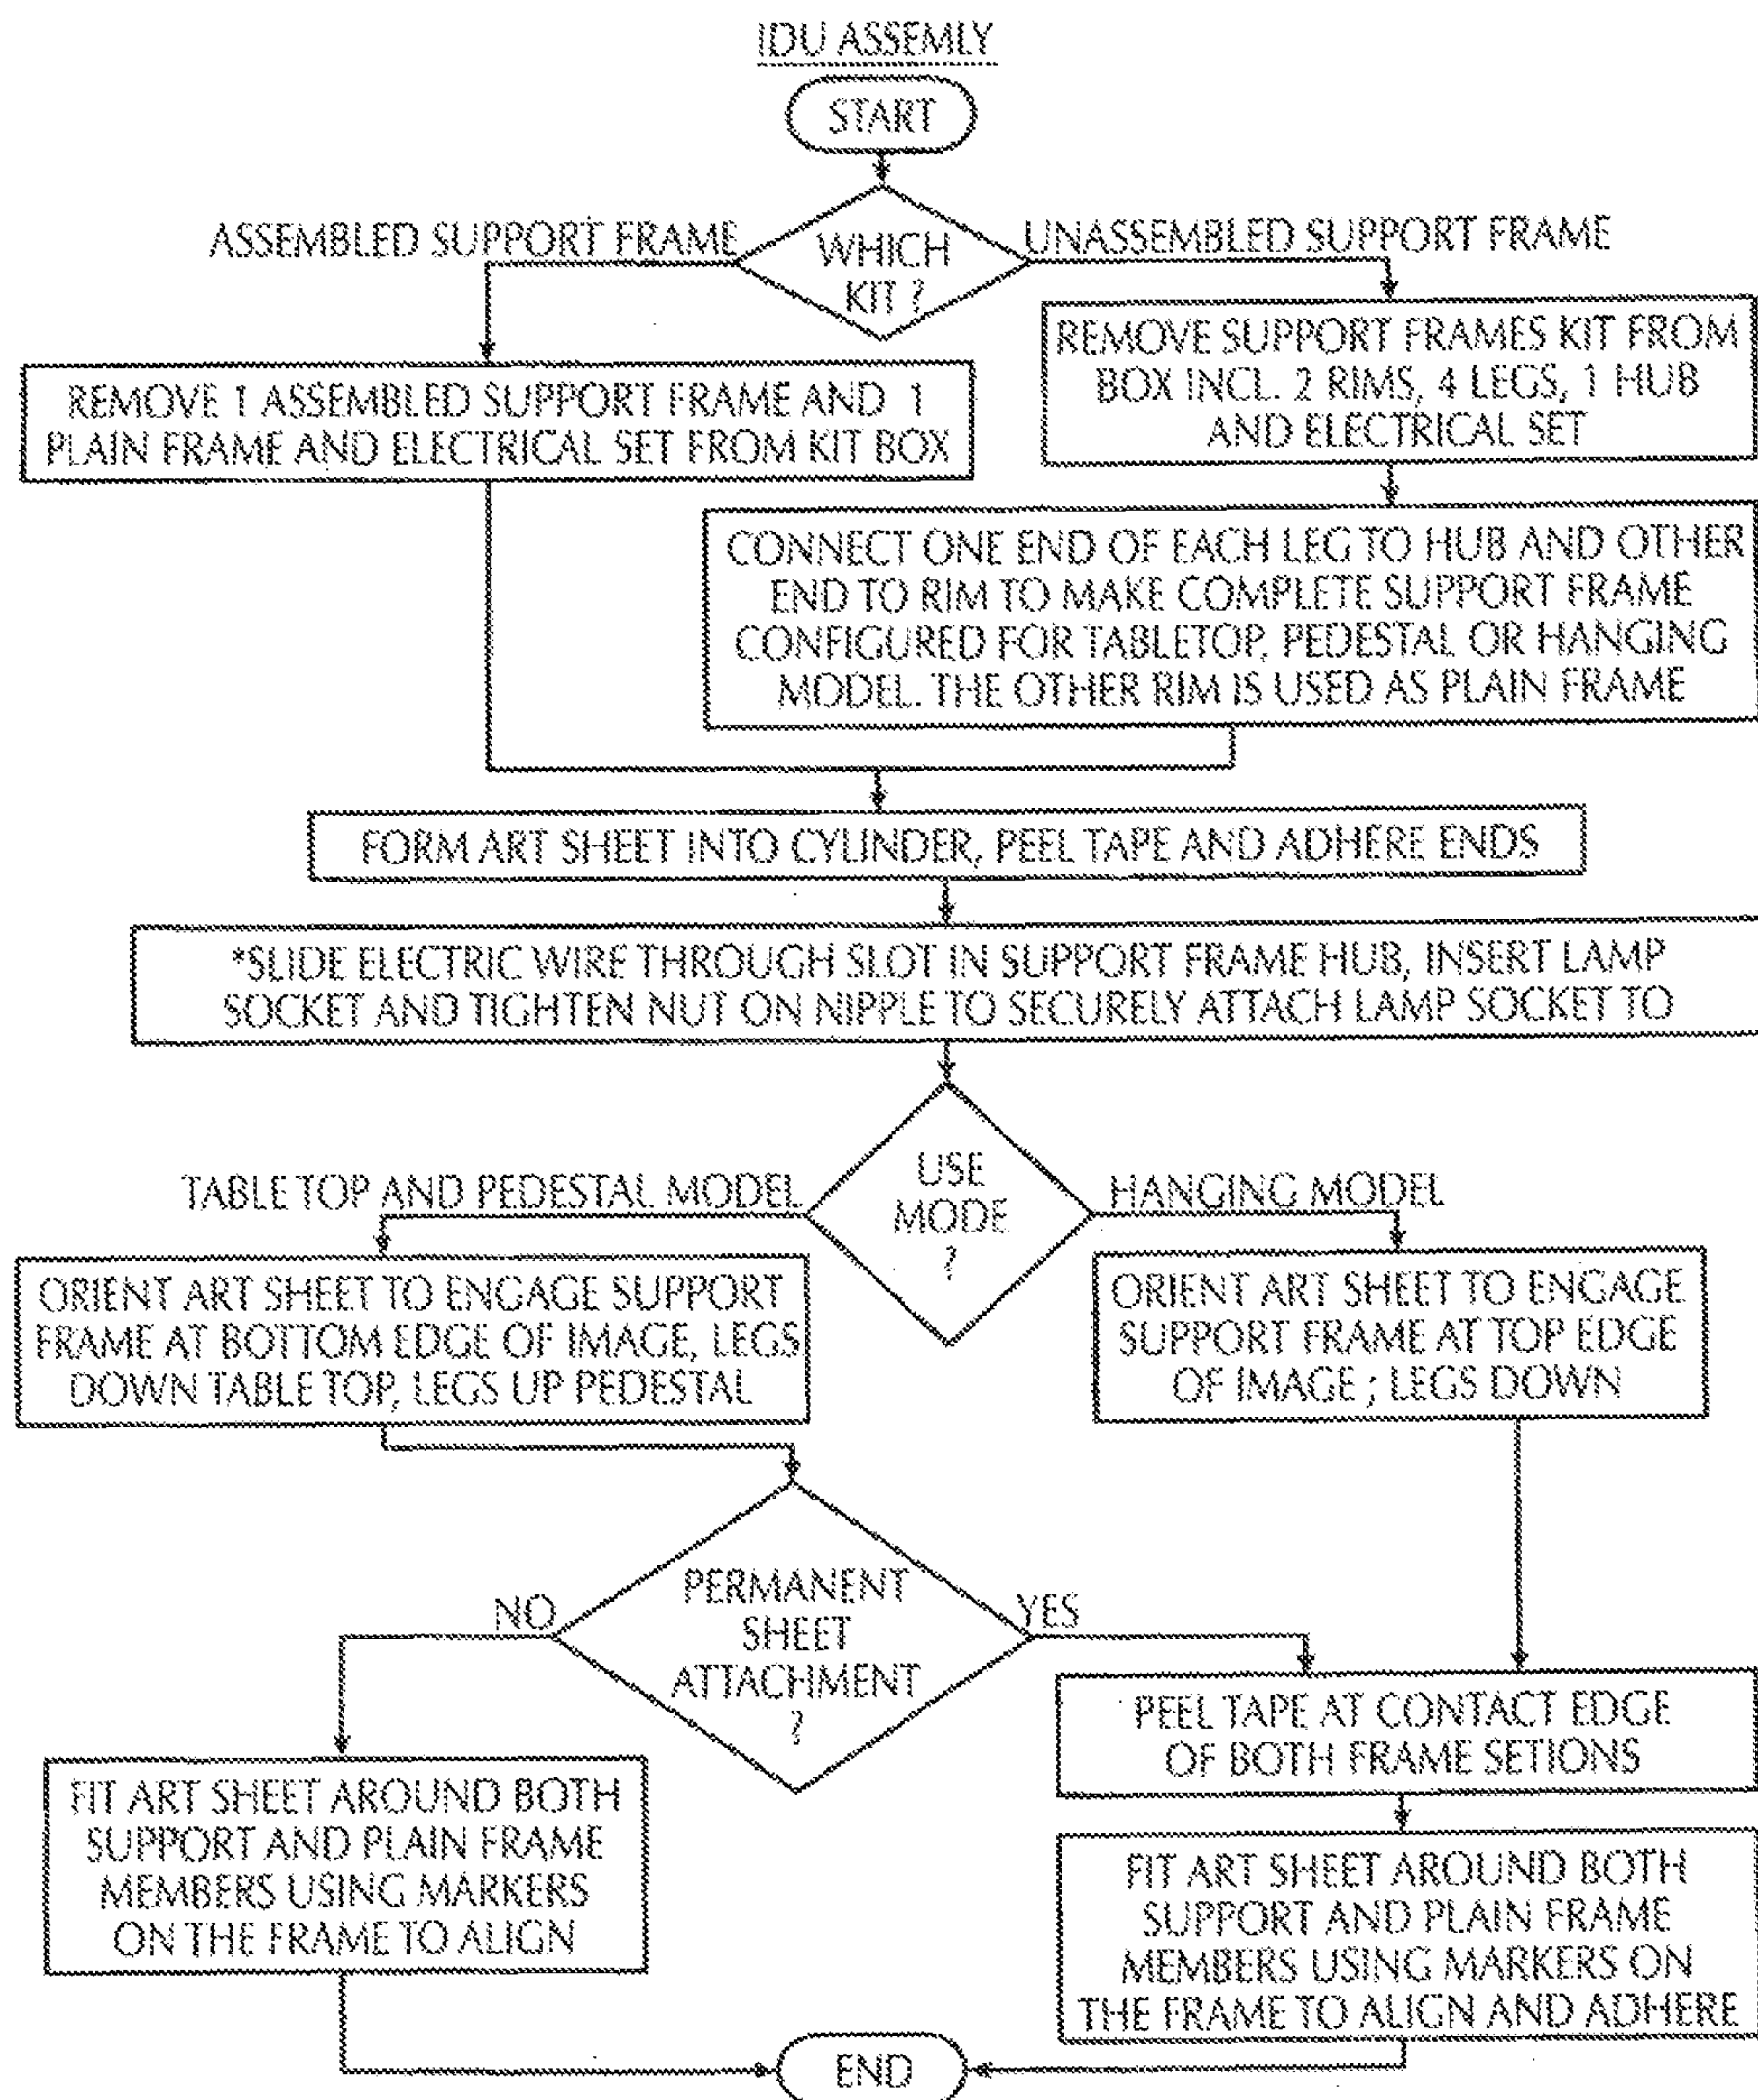 IDU ASSEMLY
START
WHICH
KIT ?
ASSEMBLED SUPPORT FRAME
UNASSEMBLED SUPPORT FRAME
REMOVE 1 ASSEMBLED SUPPORT FRAME AND 1
PLAIN FRAME AND ELECTRICAL SET FROM KIT BOX
REMOVE SUPPORT FRAMES KIT FROM
BOX INCL. 2 RIMS, 4 LEGS, 1 HUB
AND ELECTRICAL SET
CONNECT ONE END OF EACH LEG TO HUB AND OTHER
END TO RIM TO MAKE COMPLETE SUPPORT FRAME
CONFIGURED FOR TABLETOP, PEDESTAL OR HANGING
MODEL. THE OTHER RIM IS USED AS PLAIN FRAME
FORM ART SHEET INTO CYLINDER, PEEL TAPE AND ADHERE ENDS
*SLIDE ELECTRIC WIRE THROUGH SLOT IN SUPPORT FRAME HUB, INSERT LAMP
SOCKET AND TIGHTEN NUT ON NIPPLE TO SECURELY ATTACH LAMP SOCKET TO
USE
MODE
?
TABLE TOP AND PEDESTAL MODEL
HANGING MODEL
ORIENT ART SHEET TO ENGAGE SUPPORT
FRAME AT BOTTOM EDGE OF IMAGE, LEGS
DOWN TABLE TOP, LEGS UP PEDESTAL
ORIENT ART SHEET TO ENGAGE
SUPPORT FRAME AT TOP EDGE
OF IMAGE ; LEGS DOWN
PERMANENT
SHEET
ATTACHMENT
?
NO
YES
PEEL TAPE AT CONTACT EDGE
OF BOTH FRAME SETIONS
FIT ART SHEET AROUND BOTH
SUPPORT AND PLAIN FRAME
MEMBERS USING MARKERS
ON THE FRAME TO ALIGN
FIT ART SHEET AROUND BOTH
SUPPORT AND PLAIN FRAME
MEMBERS USING MARKERS ON
THE FRAME TO ALIGN AND ADHERE
END